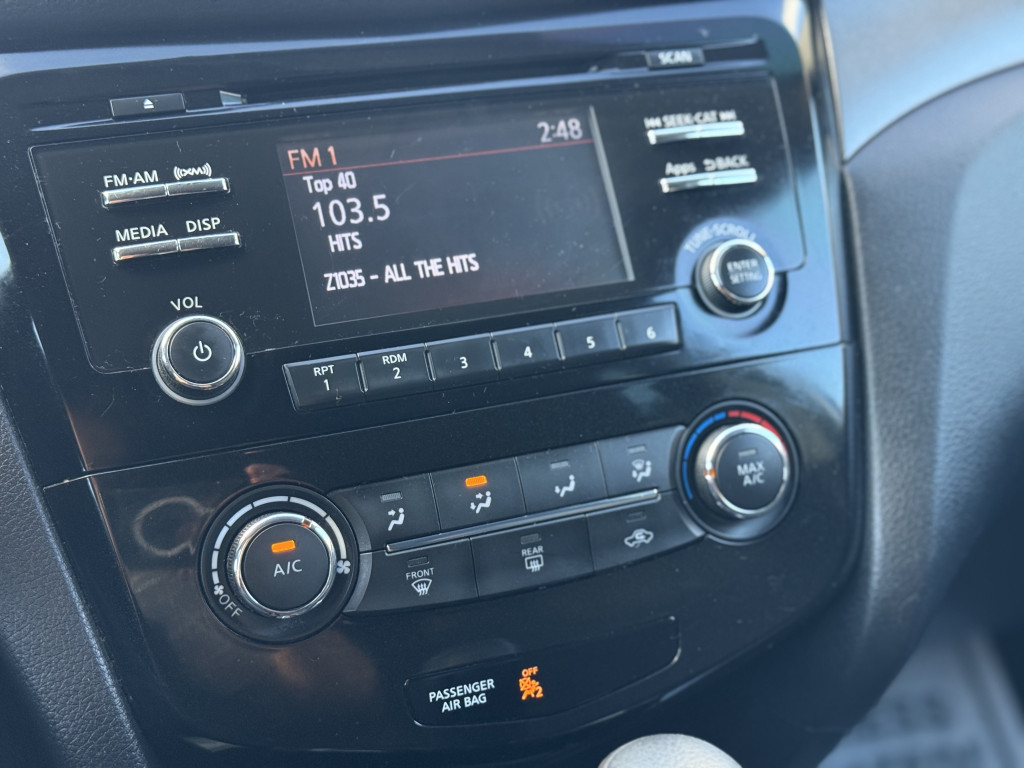 SCAN
FM·AM
((XM))
SEEK·CAT
MEDIA
DISP
Apps
BACK
FM 1
2:48
Top 40
103.5
HITS
Z1035 - ALL THE HITS
TUNE·SCROLL
ENTER
SETTING
VOL
RPT
1
RDM
2
3
4
5
6
A/C
OFF
FRONT
REAR
MAX
A/C
PASSENGER
AIR BAG
OFF
2